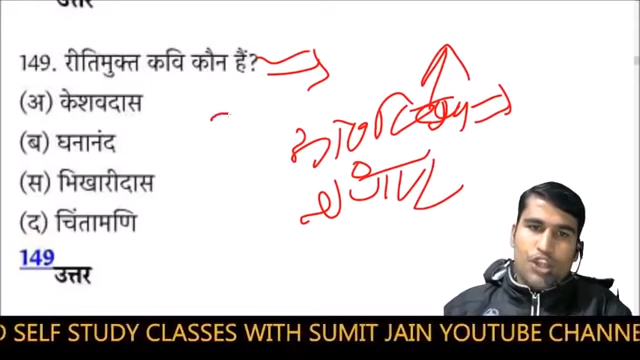 उत्तर
149. रीतिमुक्त कवि कौन हैं?
(अ) केशवदास
(ब) घनानंद
(स) भिखारीदास
(द) चिंतामणि
149
उत्तर
D SELF STUDY CLASSES WITH SUMIT JAIN YOUTUBE CHANNE